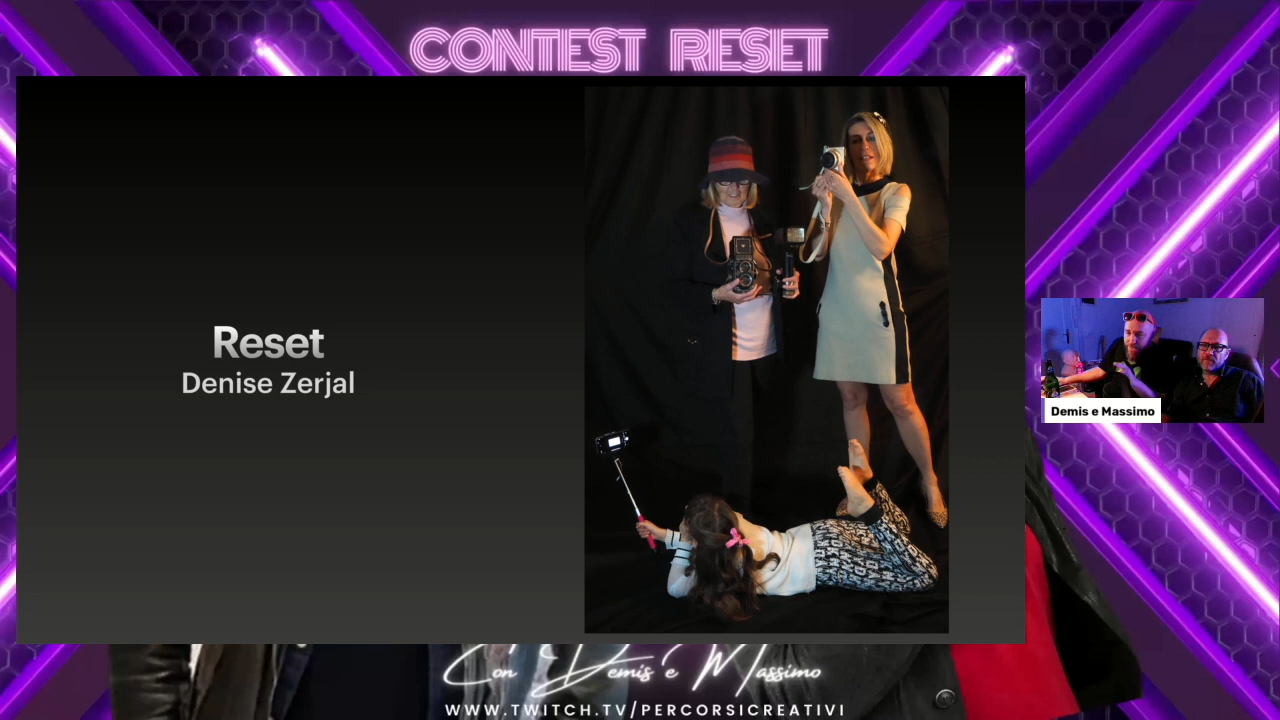 CONTEST RESET
Reset
Denise Zerjal
Demis e Massimo
Con Demis e Massimo
WWW.TWITCH.TV/PERCORSICREATIVI